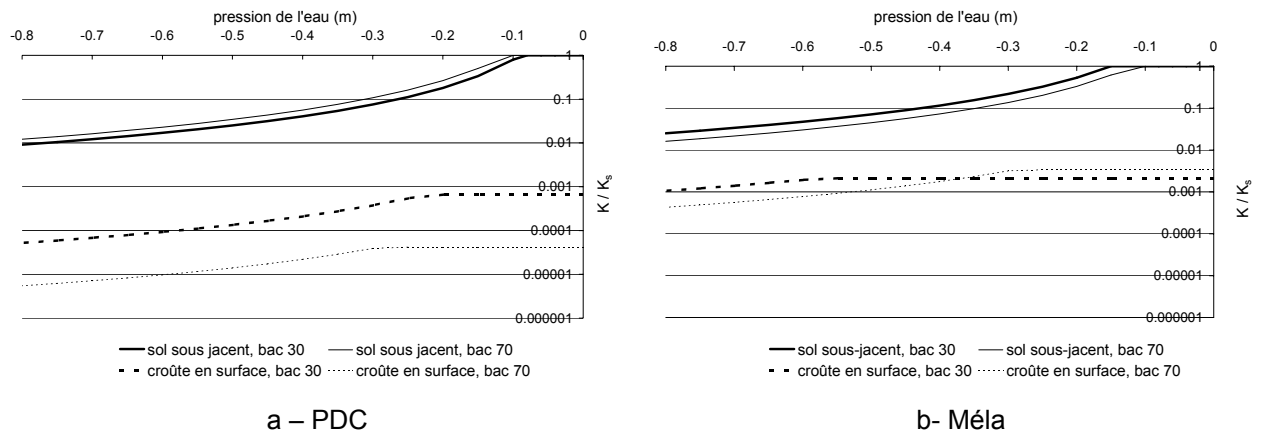 pression de l'eau (m)
-0.8 -0.7 -0.6 -0.5 -0.4 -0.3 -0.2 -0.1 0
1
0.1
0.01
0.001
0.0001
0.00001
0.000001
K / Ks
sol sous jacent, bac 30 sol sous jacent, bac 70
croûte en surface, bac 30 croûte en surface, bac 70
a – PDC
pression de l'eau (m)
-0.8 -0.7 -0.6 -0.5 -0.4 -0.3 -0.2 -0.1 0
1
0.1
0.01
0.001
0.0001
0.00001
0.000001
K / Ks
sol sous-jacent, bac 30 sol sous-jacent, bac 70
croûte en surface, bac 30 croûte en surface, bac 70
b- Méla